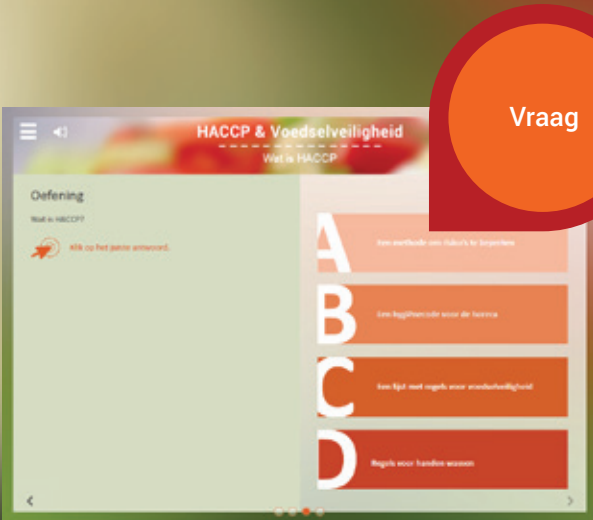 Vraag
HACCP & Voedselveiligheid
Wat is HACCP
Oefening
Wat is HACCP?
Klik op het juiste antwoord.
A
Een methode om risico's te beperken
B
Een hygiënecode voor de horeca
C
Een lijst met regels voor voedselveiligheid
D
Regels voor handen wassen